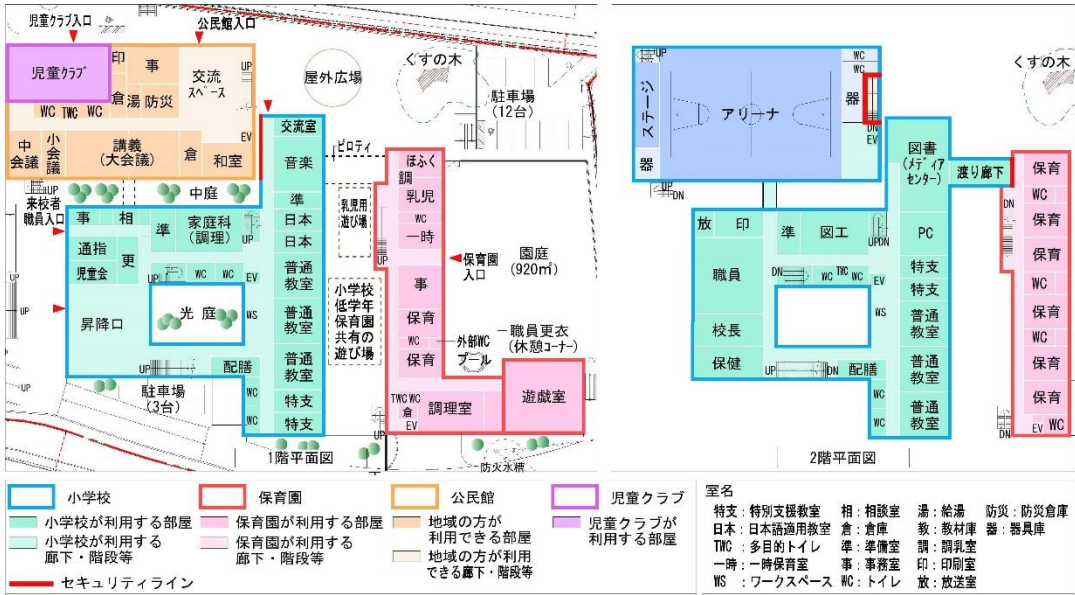 児童クラブ入口
公民館入口
児童クラブ
印
事
交流
スペース
UP
倉
湯
防災
WC
TWC
WC
中
会議
小
会議
講義
(大会議)
倉
和室
EV
屋外広場
くすの木
駐車場
(12台)
交流室
ピロティ
音楽
準
UP
来校者
職員入口
中庭
事
相
準
家庭科
(調理)
UP
日本
日本
通指
更
児童会
UP
WC
WC
EV
普通
教室
昇降口
光庭
WS
普通
教室
普通
教室
UP
配膳
WC
特支
WC
特支
駐車場
(3台)
UP
UP
乳児用
遊び場
小学校
低学年
保育園
共有の
遊び場
ほふく
調
乳児
WC
一時
UP
事
保育
WC
保育
TWC
WC
倉
EV
調理室
UP
保育園
入口
園庭
(920㎡)
職員更衣
(休憩コーナー)
外部WC
プール
遊戯室
防火水槽
1階平面図
UP
ステージ
器
アリーナ
WC
WC
器
DN
EV
くすの木
図書
(メディア
センター)
渡り廊下
UP
DN
放
印
準
図工
UP
DN
PC
職員
DN
WC
TWC
WC
EV
特支
特支
WS
普通
教室
校長
保健
UP
DN
配膳
WC
WC
普通
教室
普通
教室
保育
WC
DN
保育
保育
WC
保育
WC
保育
保育
EV
WC
DN
2階平面図
小学校
保育園
公民館
児童クラブ
小学校が利用する部屋
保育園が利用する部屋
地域の方が
利用できる部屋
児童クラブが
利用する部屋
小学校が利用する
廊下・階段等
保育園が利用する
廊下・階段等
地域の方が利用
できる廊下・階段等
セキュリティライン
室名
特支：特別支援教室 相：相談室 湯：給湯 防災：防災倉庫
日本：日本語適用教室 倉：倉庫 教：教材庫 器：器具庫
TWC：多目的トイレ 準：準備室 調：調乳室
一時：一時保育室 事：事務室 印：印刷室
WS：ワークスペース WC：トイレ 放：放送室